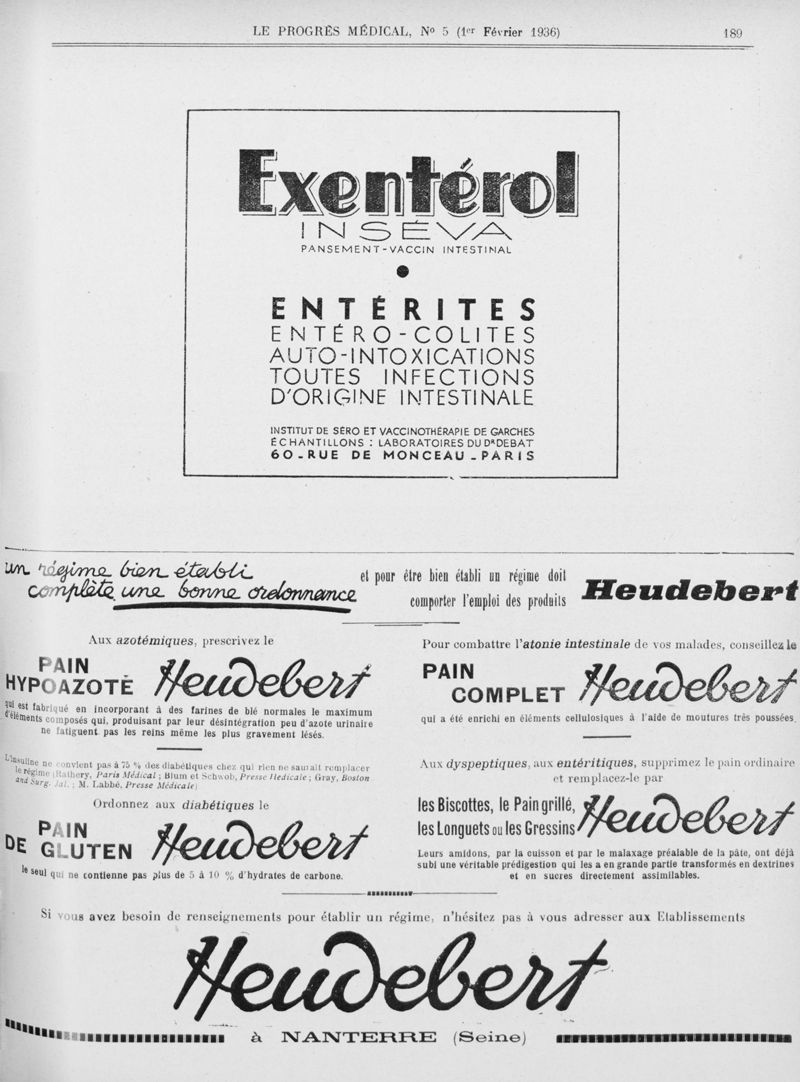 LE PROGRÈS MÉDICAL, Nº 5 (1er Février 1936) 189
Exentérol
INSÉVA
PANSEMENT-VACCIN INTESTINAL
ENTÉRITES
ENTÉRO-COLITES
AUTO-INTOXICATIONS
TOUTES INFECTIONS
D'ORIGINE INTESTINALE
INSTITUT DE SÉRO ET VACCINOTHÉRAPIE DE GARCHES
ÉCHANTILLONS : LABORATOIRES DU DR DEBAT
60-RUE DE MONCEAU-PARIS
un régime bien établi
complète une bonne ordonnance
et pour être bien établi un régime doit
comporter l'emploi des produits
Heudebert
Aux azotémiques, prescrivez le
PAIN
HYPOAZOTÉ Heudebert
qui est fabriqué en incorporant à des farines de blé normales le maximum
d'éléments composés qui, produisant par leur désintégration peu d'azote urinaire
ne fatiguent pas les reins même les plus gravement lésés.
L'insuline ne convient pas à 75 % des diabétiques chez qui rien ne saurait remplacer
le régime (Rathery, Paris Médical ; Blum et Schwob, Presse Médicale ; Gray, Boston
and Surg. Jal. ; M. Labbé, Presse Médicale)
Ordonnez aux diabétiques le
PAIN
DE GLUTEN Heudebert
le seul qui ne contienne pas plus de 5 à 10 % d'hydrates de carbone.
Pour combattre l'atonie intestinale de vos malades, conseillez le
PAIN
COMPLET Heudebert
qui a été enrichi en éléments cellulosiques à l'aide de moutures très poussées.
Aux dyspeptiques, aux entéritiques, supprimez le pain ordinaire
et remplacez-le par
les Biscottes, le Pain grillé,
les Longuets ou les Gressins Heudebert
Leurs amidons, par la cuisson et par le malaxage préalable de la pâte, ont déjà
subi une véritable prédigestion qui les a en grande partie transformés en dextrines
et en sucres directement assimilables.
Si vous avez besoin de renseignements pour établir un régime, n'hésitez pas à vous adresser aux Etablissements
Heudebert
à NANTERRE (Seine)